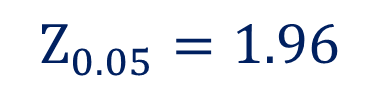 Z₀.₀₅ = 1.96